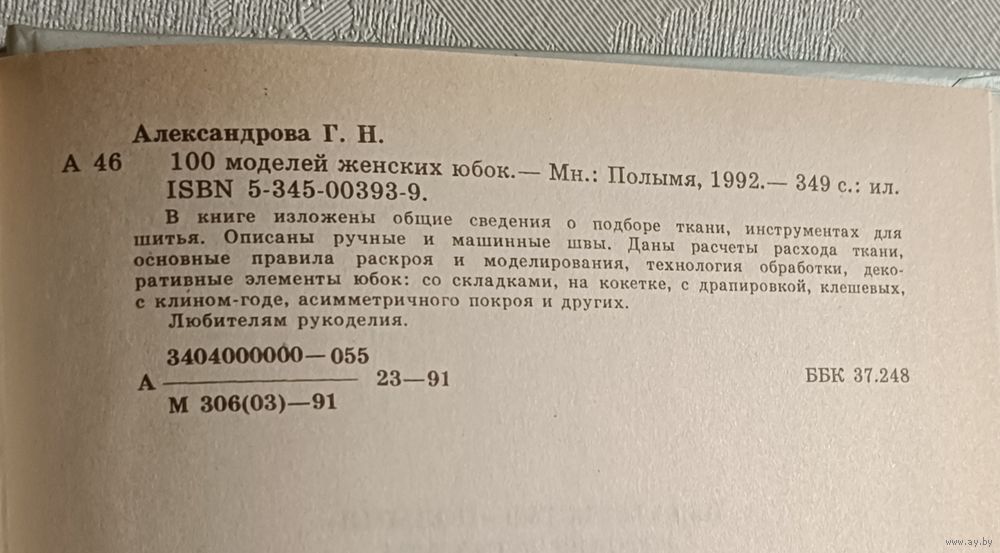 Александрова Г. Н.
А 46 100 моделей женских юбок.— Мн.: Полымя, 1992.— 349 с.: ил.
ISBN 5-345-00393-9.
В книге изложены общие сведения о подборе ткани, инструментах для
шитья. Описаны ручные и машинные швы. Даны расчеты расхода ткани,
основные правила раскроя и моделирования, технология обработки, деко-
ративные элементы юбок: со складками, на кокетке, с драпировкой, клешевых,
с клином-годе, асимметричного покроя и других.
Любителям рукоделия.
3404000000—055
А 23—91
М 306(03)—91
ББК 37.248
www.ay.by